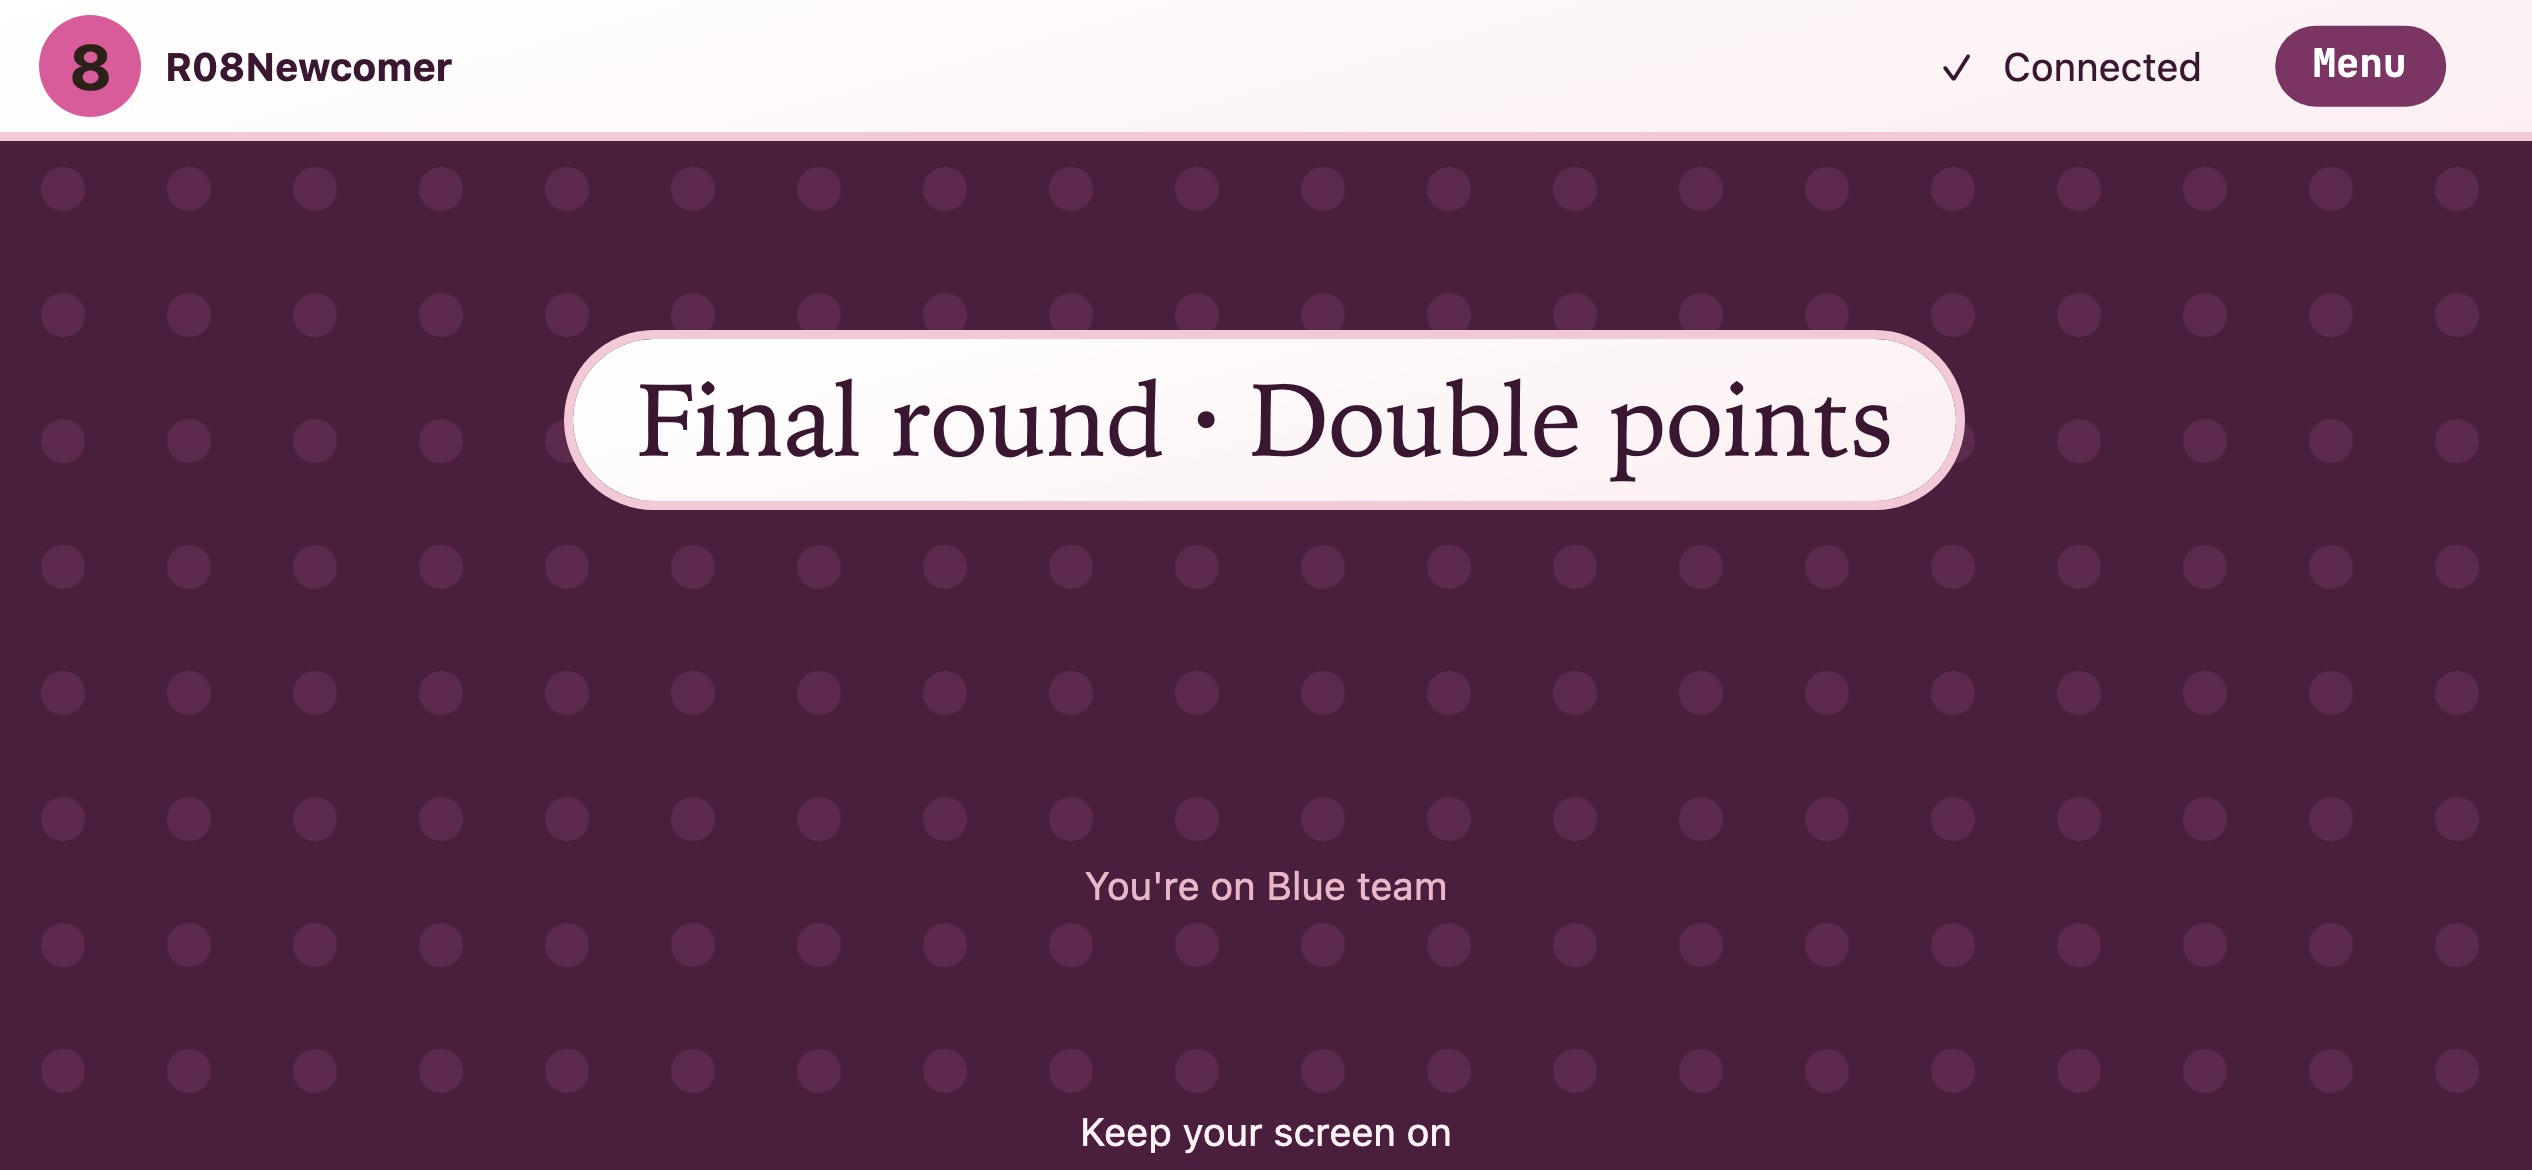 8 R08Newcomer ✓ Connected Menu
Final round • Double points
You're on Blue team
Keep your screen on